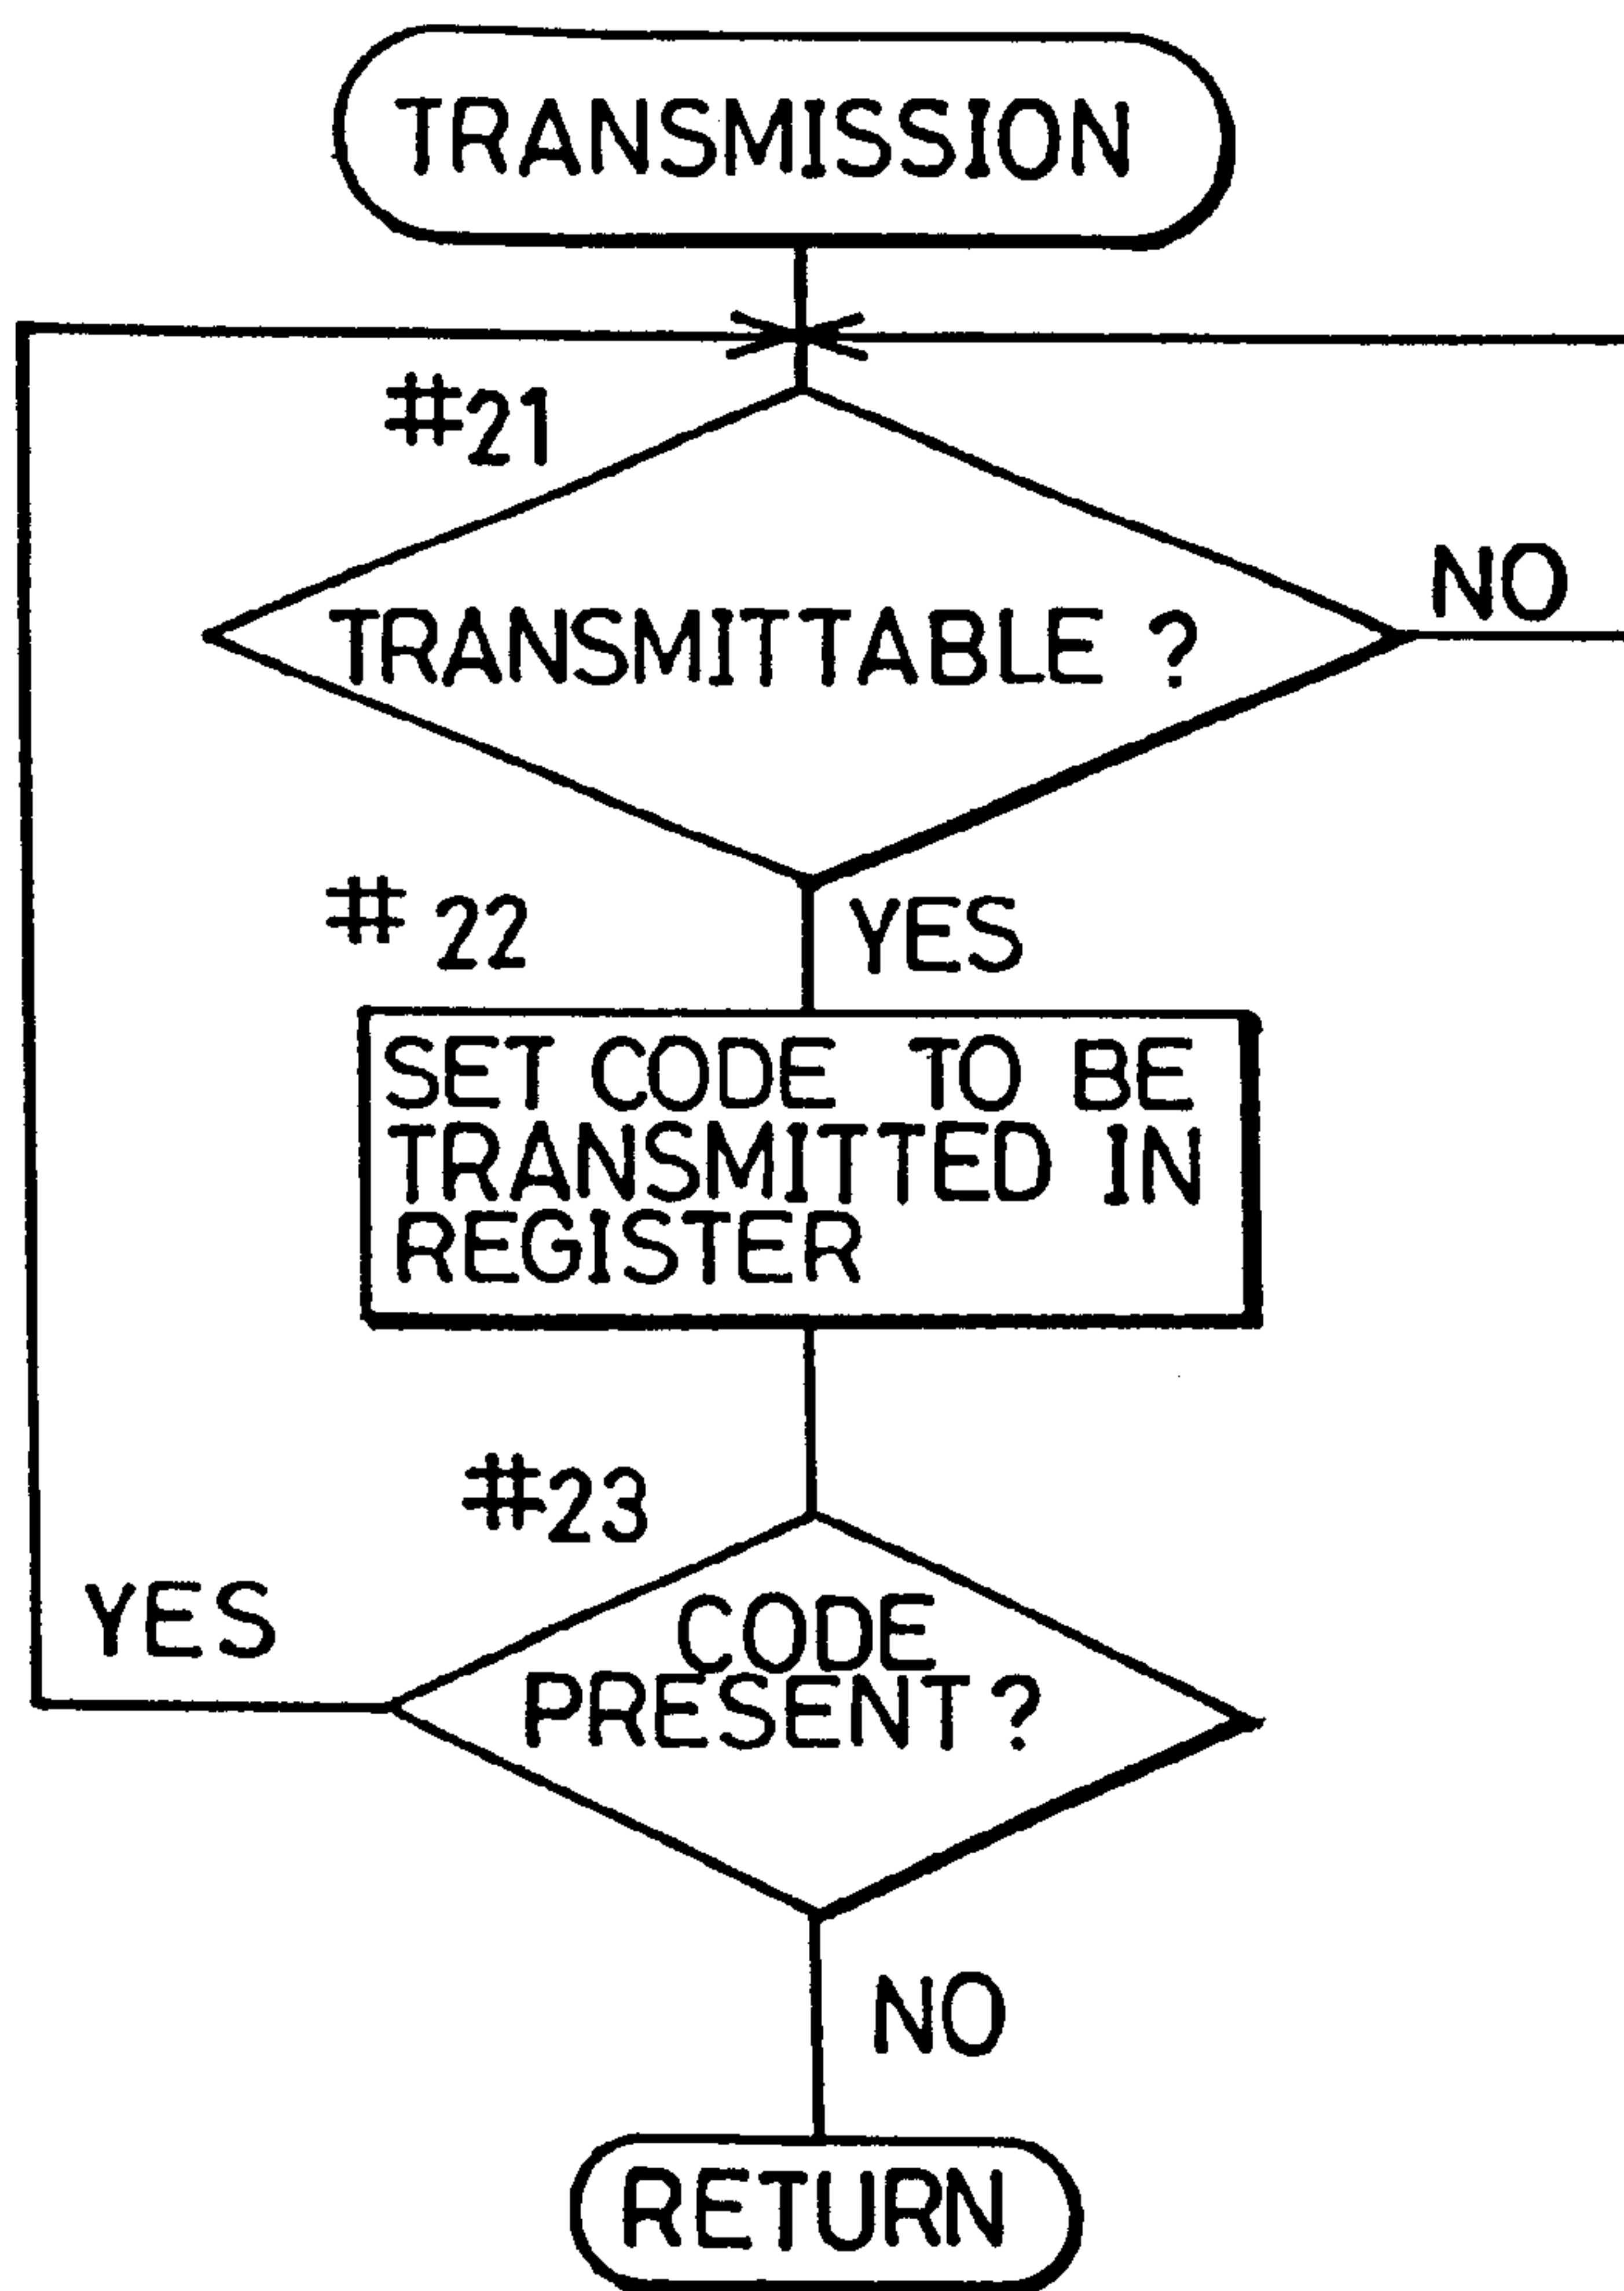 TRANSMISSION
#21
TRANSMITTABLE ?
NO
# 22
YES
SET CODE TO BE
TRANSMITTED IN
REGISTER
#23
YES
CODE
PRESENT?
NO
RETURN